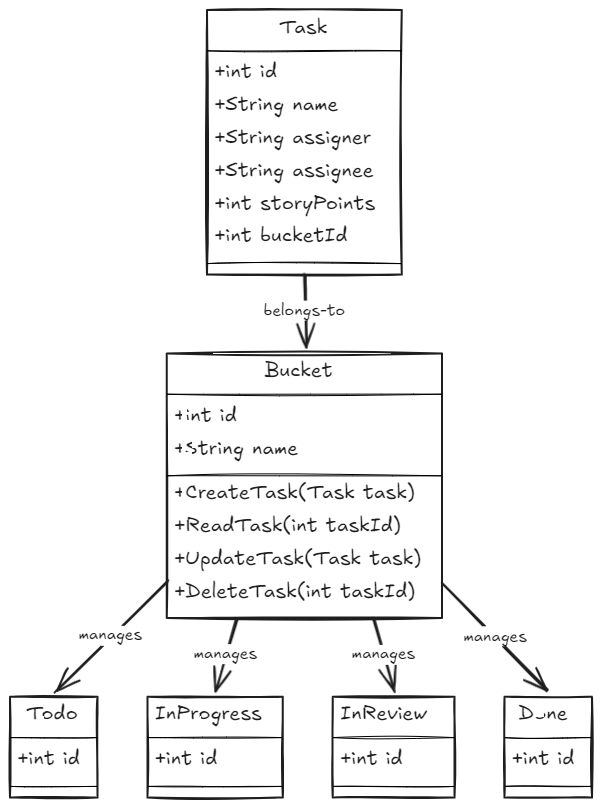 Task
+int id
+String name
+String assigner
+String assignee
+int storyPoints
+int bucketId
belongs-to
Bucket
+int id
+String name
+CreateTask(Task task)
+ReadTask(int taskId)
+UpdateTask(Task task)
+DeleteTask(int taskId)
manages
manages
manages
manages
Todo
InProgress
InReview
Done
+int id
+int id
+int id
+int id